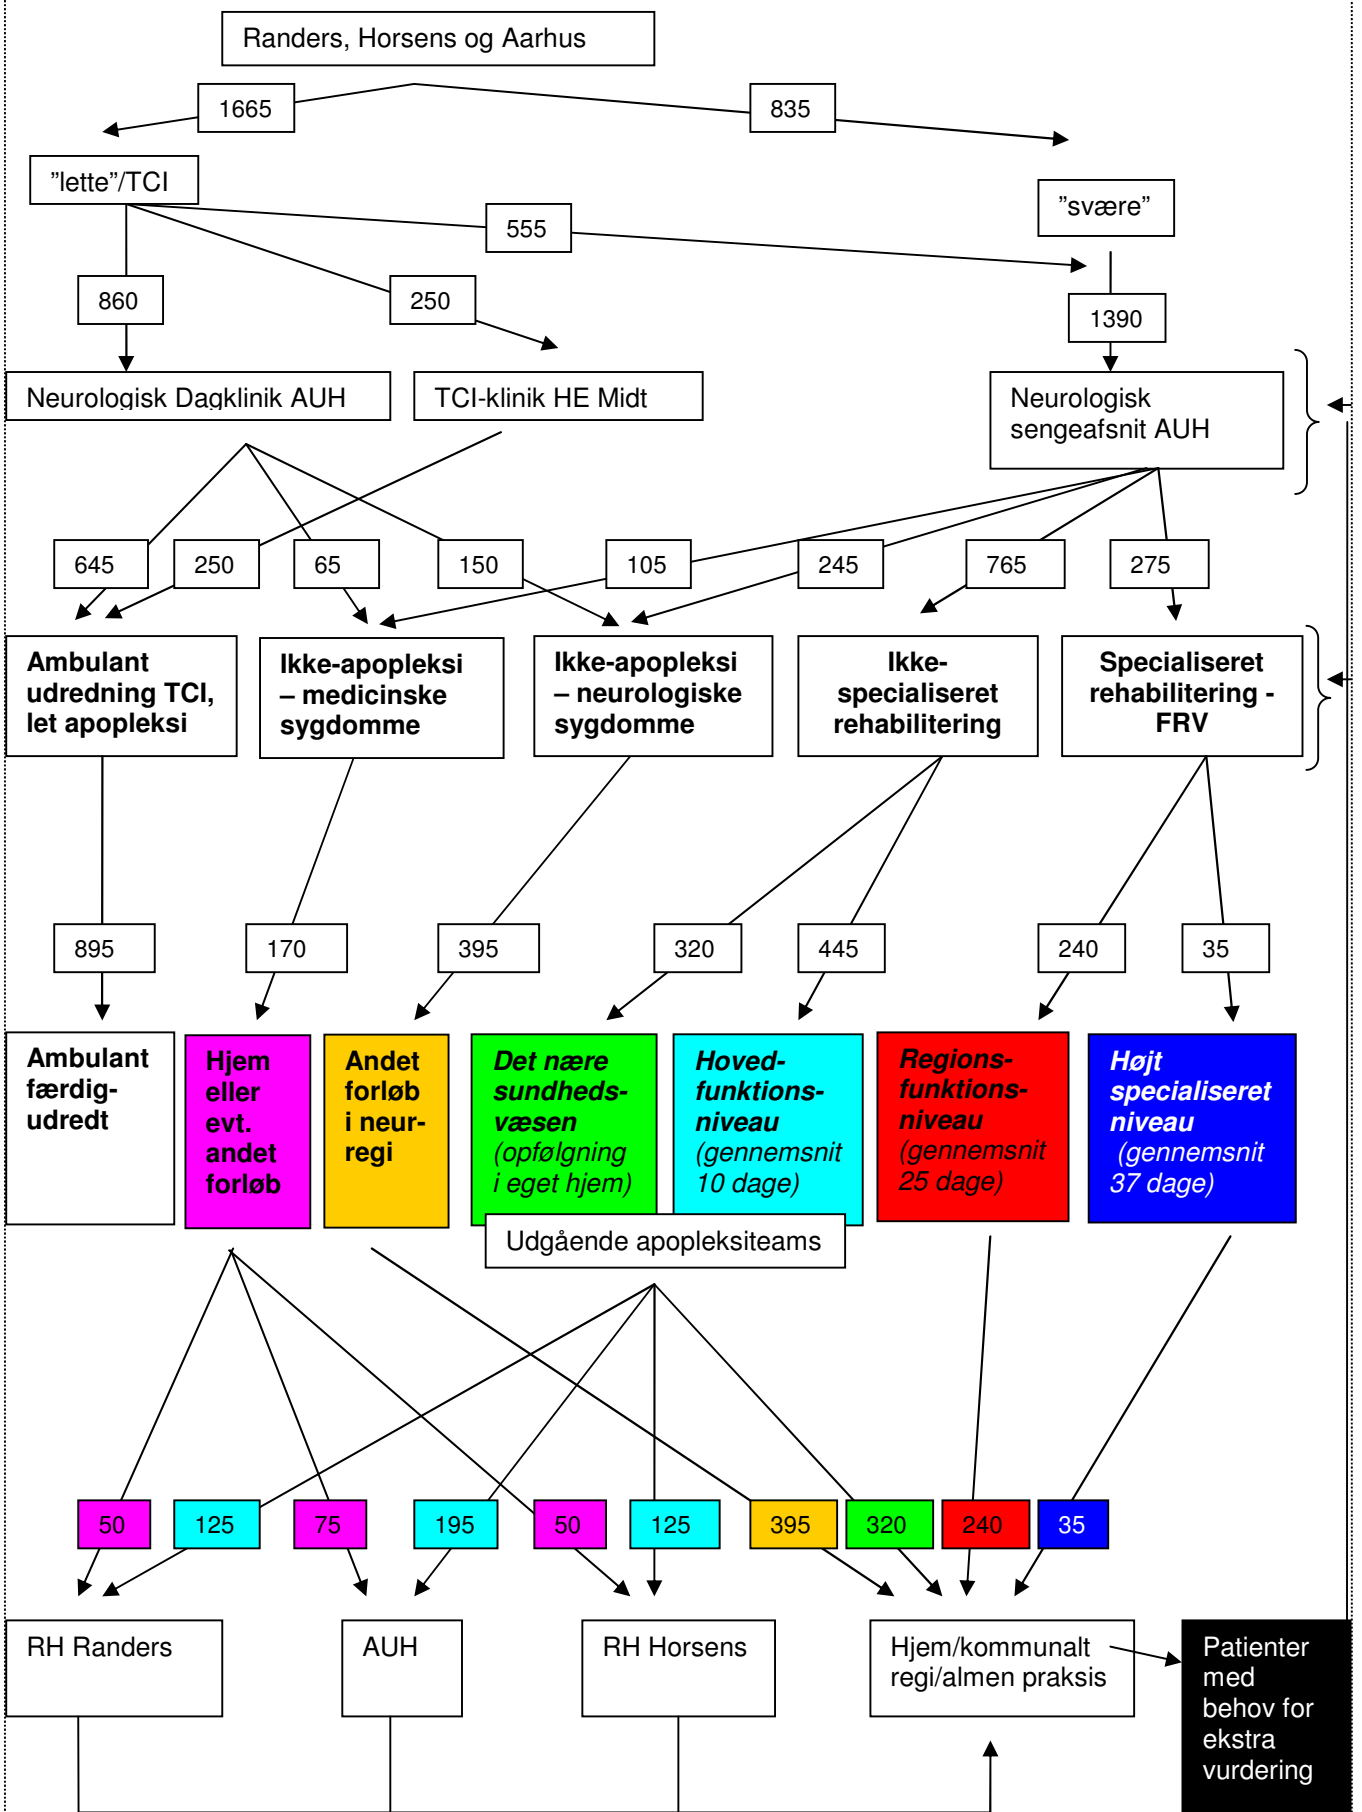 Randers, Horsens og Aarhus
1665
835
”lette”/TCI
”svære”
555
860
250
1390
Neurologisk Dagklinik AUH
TCI-klinik HE Midt
Neurologisk
sengeafsnit AUH
645
250
65
150
105
245
765
275
Ambulant
udredning TCI,
let apopleksi
Ikke-apopleksi
– medicinske
sygdomme
Ikke-apopleksi
– neurologiske
sygdomme
Ikke-
specialiseret
rehabilitering
Specialiseret
rehabilitering -
FRV
895
170
395
320
445
240
35
Ambulant
færdig-
udredt
Hjem
eller
evt.
andet
forløb
Andet
forløb
i neur-
regi
Det nære
sundheds-
væsen
(opfølgning
i eget hjem)
Hoved-
funktions-
niveau
(gennemsnit
10 dage)
Regions-
funktions-
niveau
(gennemsnit
25 dage)
Højt
specialiseret
niveau
(gennemsnit
37 dage)
Udgående apopleksiteams
50
125
75
195
50
125
395
320
240
35
RH Randers
AUH
RH Horsens
Hjem/kommunalt
regi/almen praksis
Patienter
med
behov for
ekstra
vurdering